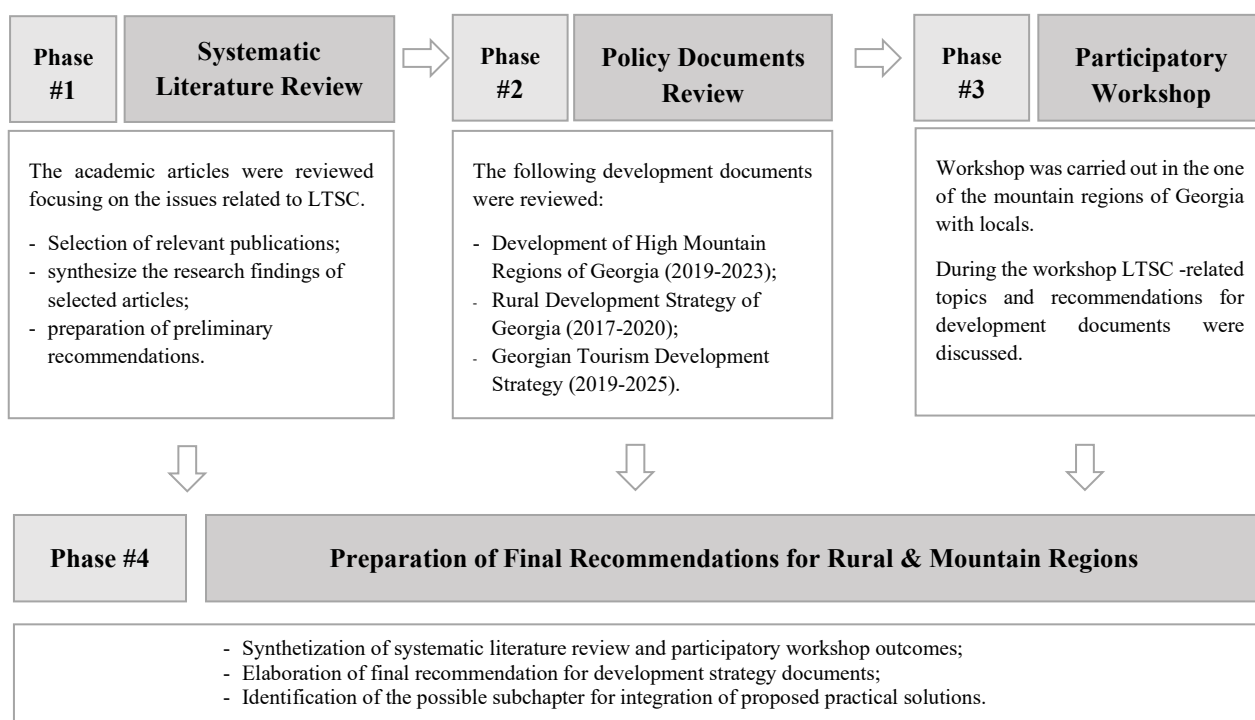 Phase
#1
Systematic
Literature Review
Phase
#2
Policy Documents
Review
Phase
#3
Participatory
Workshop
The academic articles were reviewed
focusing on the issues related to LTSC.
- Selection of relevant publications;
- synthesize the research findings of
selected articles;
- preparation of preliminary
recommendations.
The following development documents
were reviewed:
- Development of High Mountain
Regions of Georgia (2019-2023);
- Rural Development Strategy of
Georgia (2017-2020);
- Georgian Tourism Development
Strategy (2019-2025).
Workshop was carried out in the one
of the mountain regions of Georgia
with locals.
During the workshop LTSC -related
topics and recommendations for
development documents were
discussed.
Phase #4
Preparation of Final Recommendations for Rural & Mountain Regions
- Synthetization of systematic literature review and participatory workshop outcomes;
- Elaboration of final recommendation for development strategy documents;
- Identification of the possible subchapter for integration of proposed practical solutions.